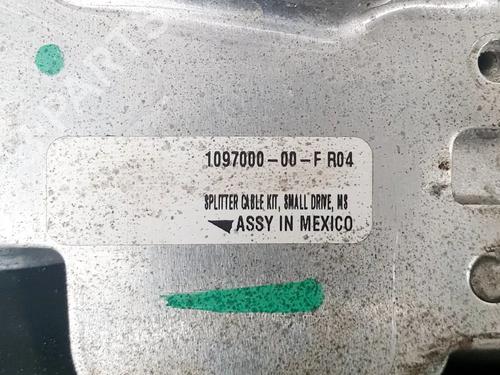 1097000-00-F R04
SPLITTER CABLE KIT, SMALL DRIVE, MS
ASSY IN MEXICO